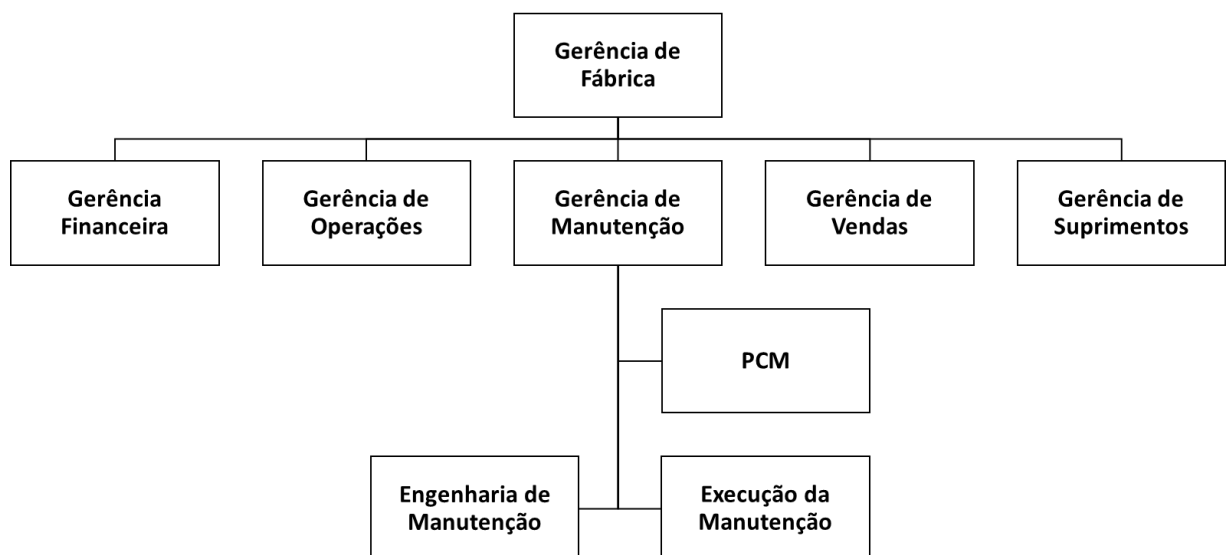 Gerência de
Fábrica
Gerência
Financeira
Gerência de
Operações
Gerência de
Manutenção
Gerência de
Vendas
Gerência de
Suprimentos
PCM
Engenharia de
Manutenção
Execução da
Manutenção